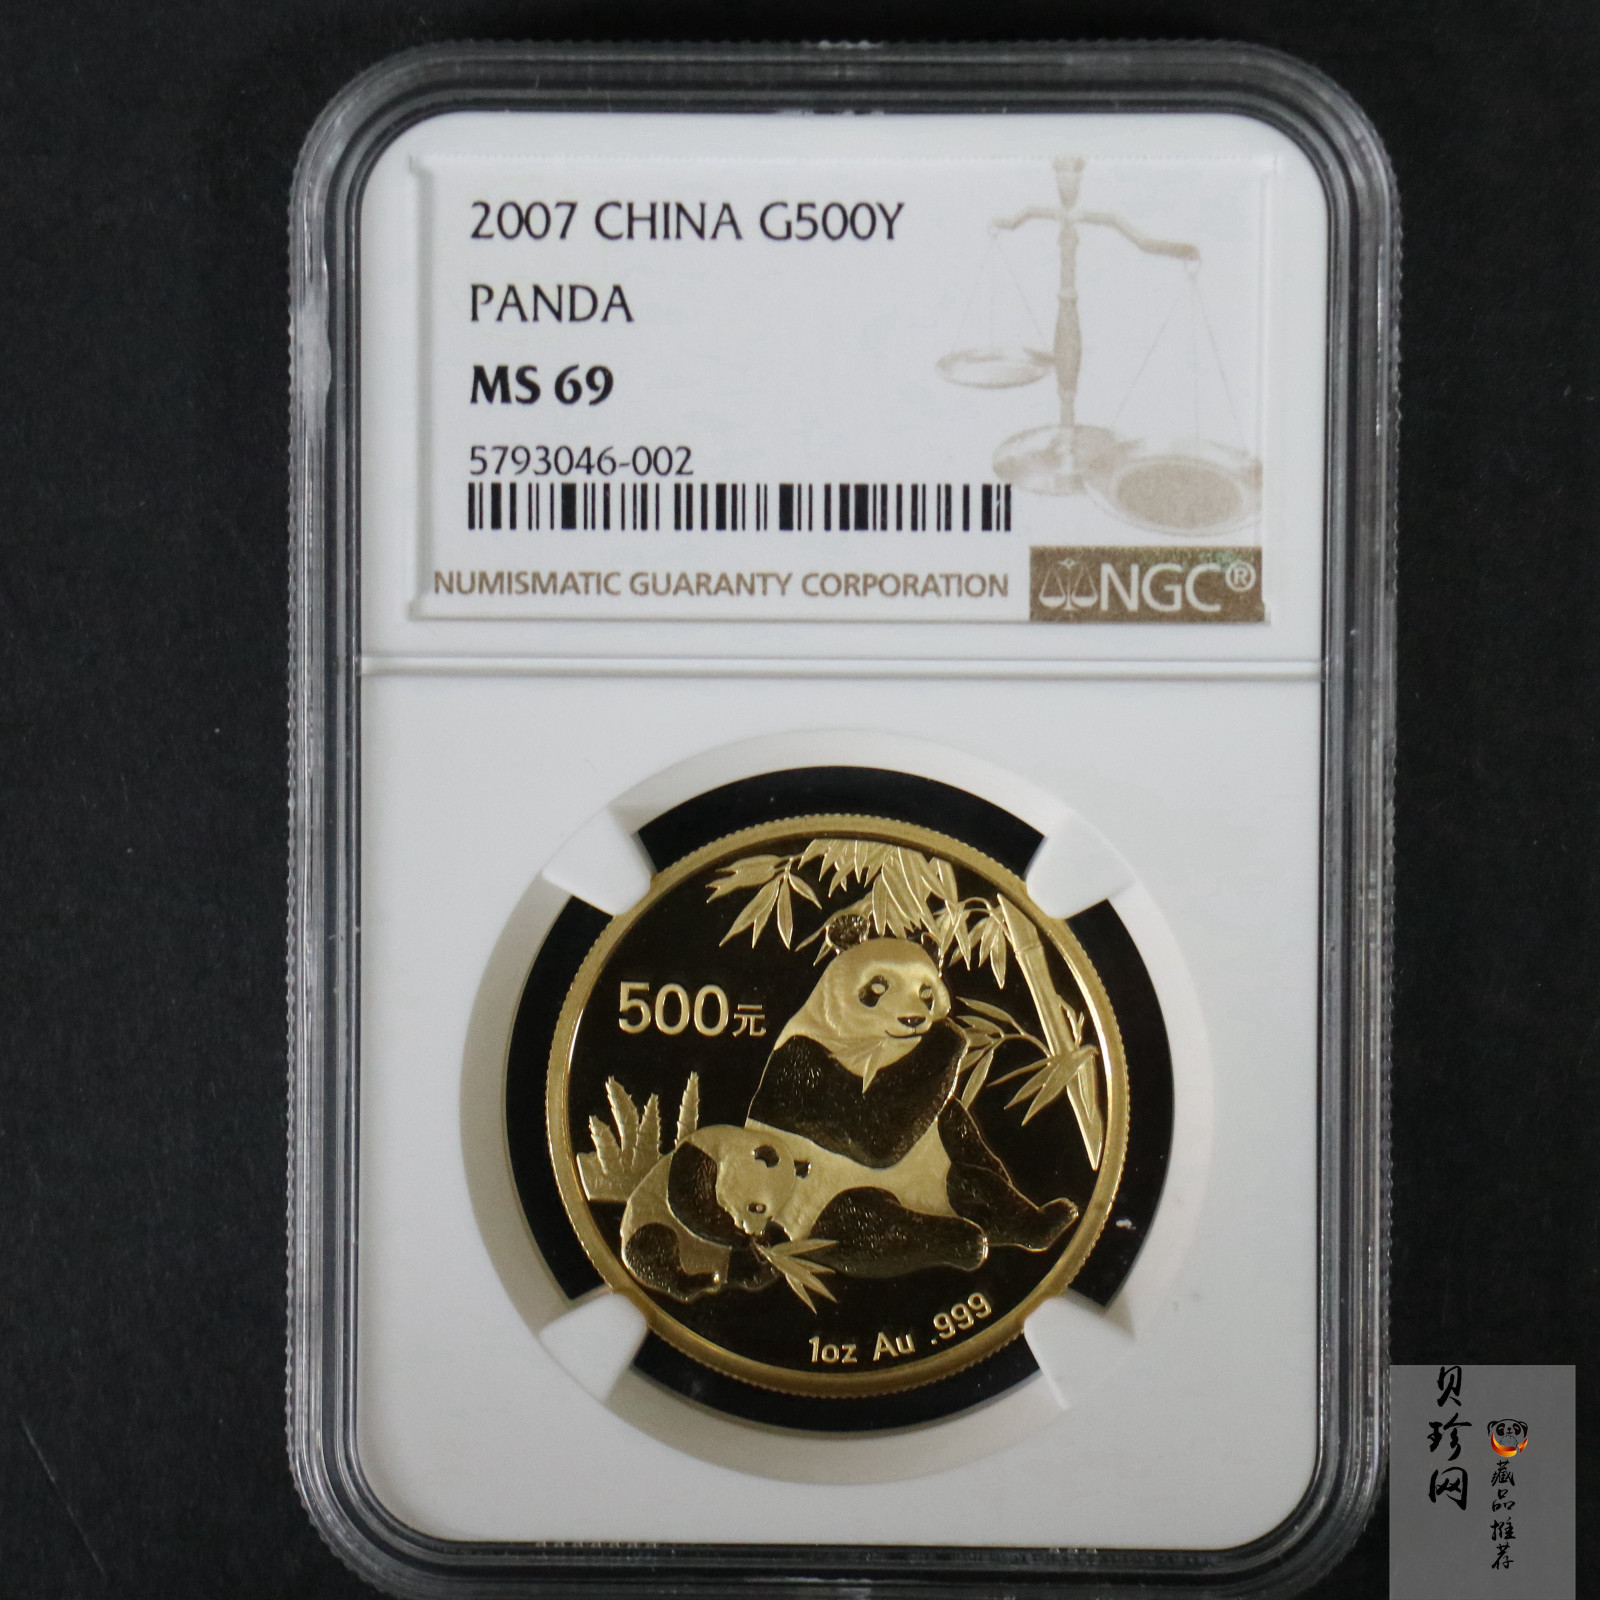 2007 CHINA G500Y
PANDA
MS 69
5793046-002
NUMISMATIC GUARANTY CORPORATION
NGC®
500元
1oz Au .999
贝珍网
藏品推荐